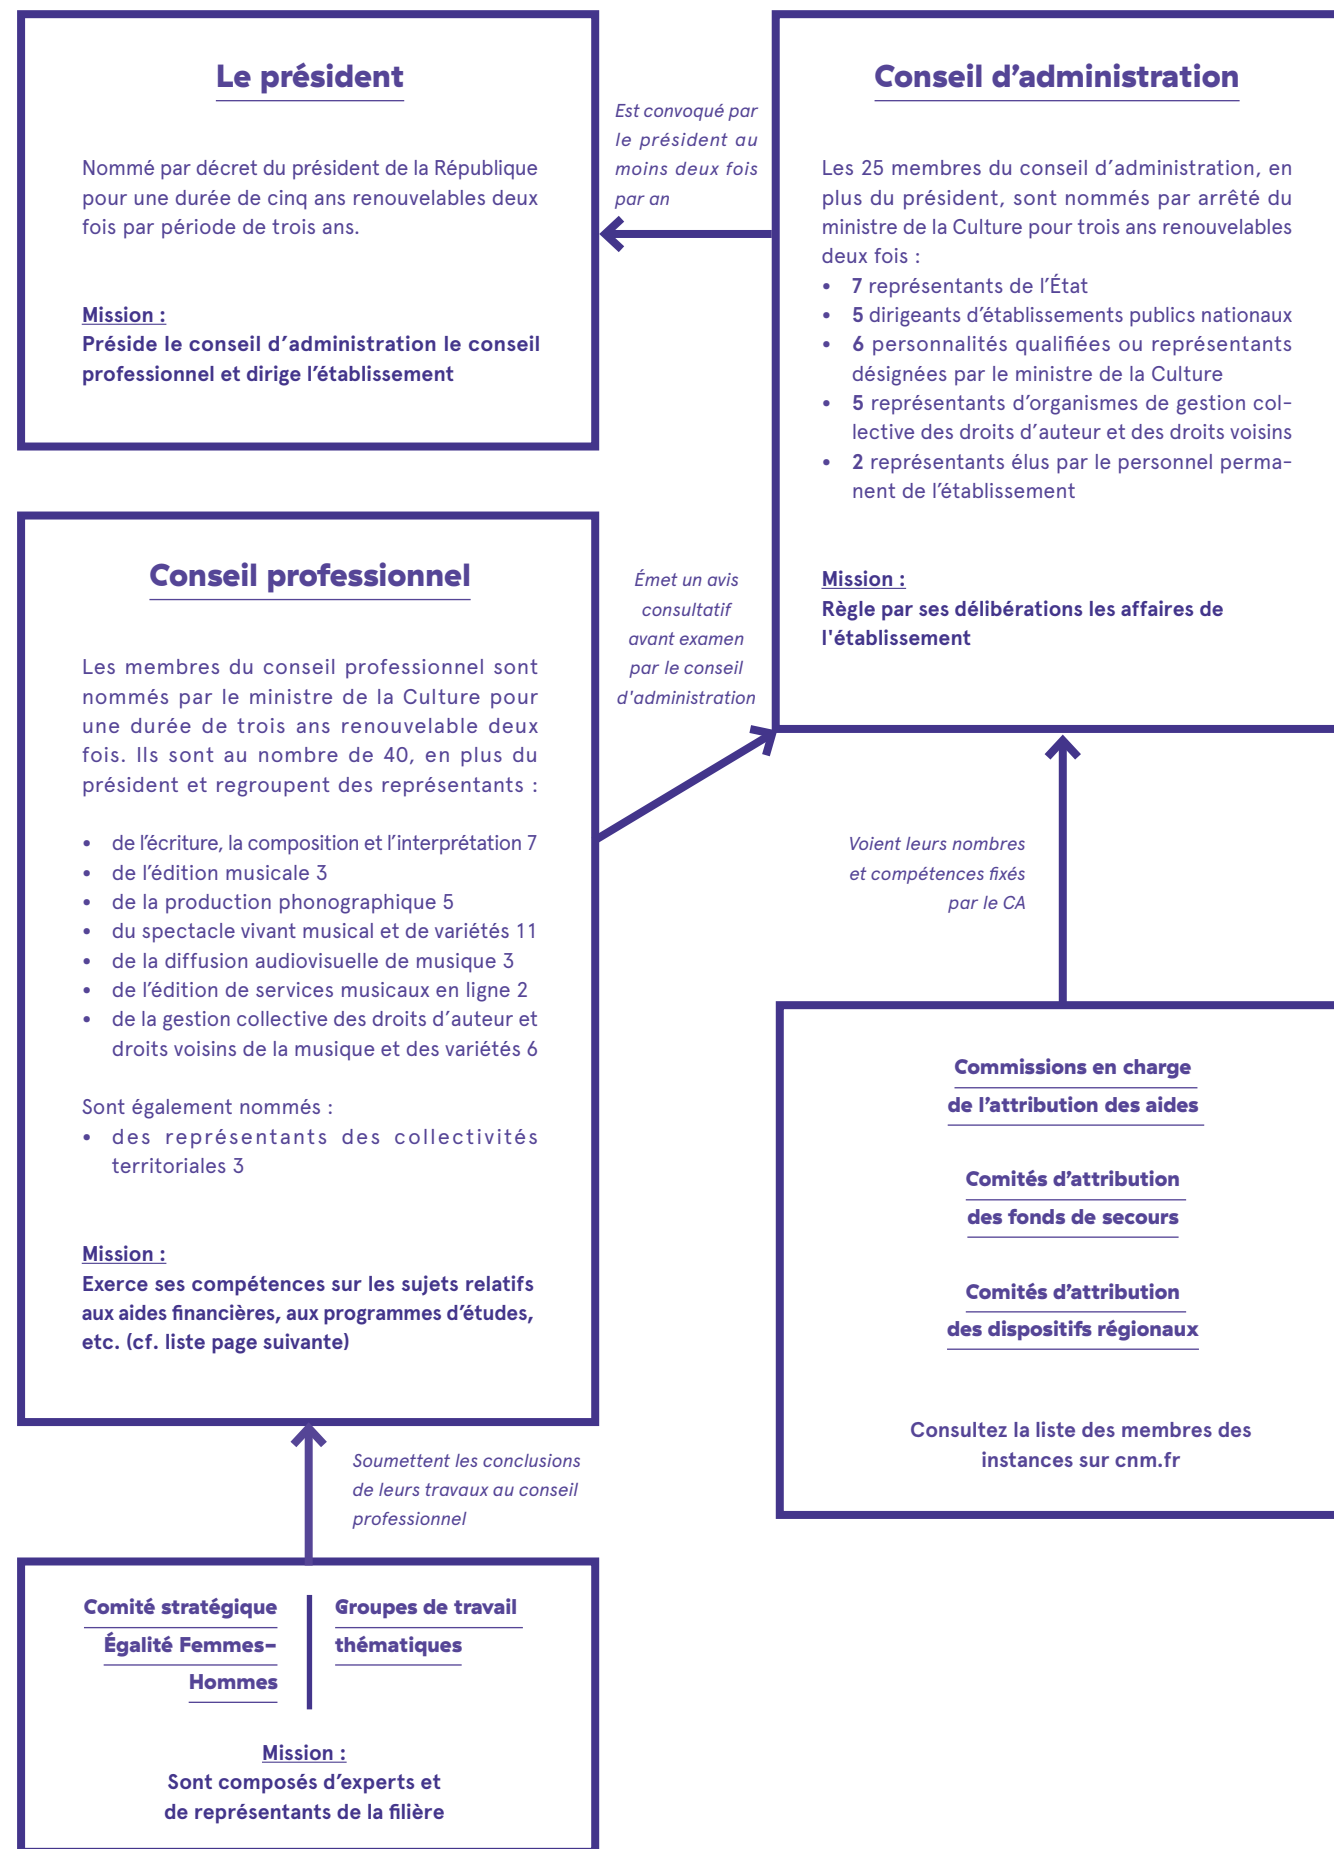 Le président
Nommé par décret du président de la République
pour une durée de cinq ans renouvelables deux
fois par période de trois ans.
Mission :
Préside le conseil d’administration le conseil
professionnel et dirige l’établissement
Est convoqué par
le président au
moins deux fois
par an
Conseil d’administration
Les 25 membres du conseil d’administration, en
plus du président, sont nommés par arrêté du
ministre de la Culture pour trois ans renouvelables
deux fois :
• 7 représentants de l’État
• 5 dirigeants d’établissements publics nationaux
• 6 personnalités qualifiées ou représentants
désignées par le ministre de la Culture
• 5 représentants d’organismes de gestion col-
lective des droits d’auteur et des droits voisins
• 2 représentants élus par le personnel perma-
nent de l’établissement
Mission :
Règle par ses délibérations les affaires de
l'établissement
Conseil professionnel
Les membres du conseil professionnel sont
nommés par le ministre de la Culture pour
une durée de trois ans renouvelable deux
fois. Ils sont au nombre de 40, en plus du
président et regroupent des représentants :
• de l’écriture, la composition et l’interprétation 7
• de l’édition musicale 3
• de la production phonographique 5
• du spectacle vivant musical et de variétés 11
• de la diffusion audiovisuelle de musique 3
• de l’édition de services musicaux en ligne 2
• de la gestion collective des droits d’auteur et
droits voisins de la musique et des variétés 6
Sont également nommés :
• des représentants des collectivités
territoriales 3
Mission :
Exerce ses compétences sur les sujets relatifs
aux aides financières, aux programmes d’études,
etc. (cf. liste page suivante)
Émet un avis
consultatif
avant examen
par le conseil
d'administration
Voient leurs nombres
et compétences fixés
par le CA
Commissions en charge
de l’attribution des aides
Comités d’attribution
des fonds de secours
Comités d’attribution
des dispositifs régionaux
Consultez la liste des membres des
instances sur cnm.fr
Soumettent les conclusions
de leurs travaux au conseil
professionnel
Comité stratégique
Égalité Femmes-
Hommes
Groupes de travail
thématiques
Mission :
Sont composés d’experts et
de représentants de la filière